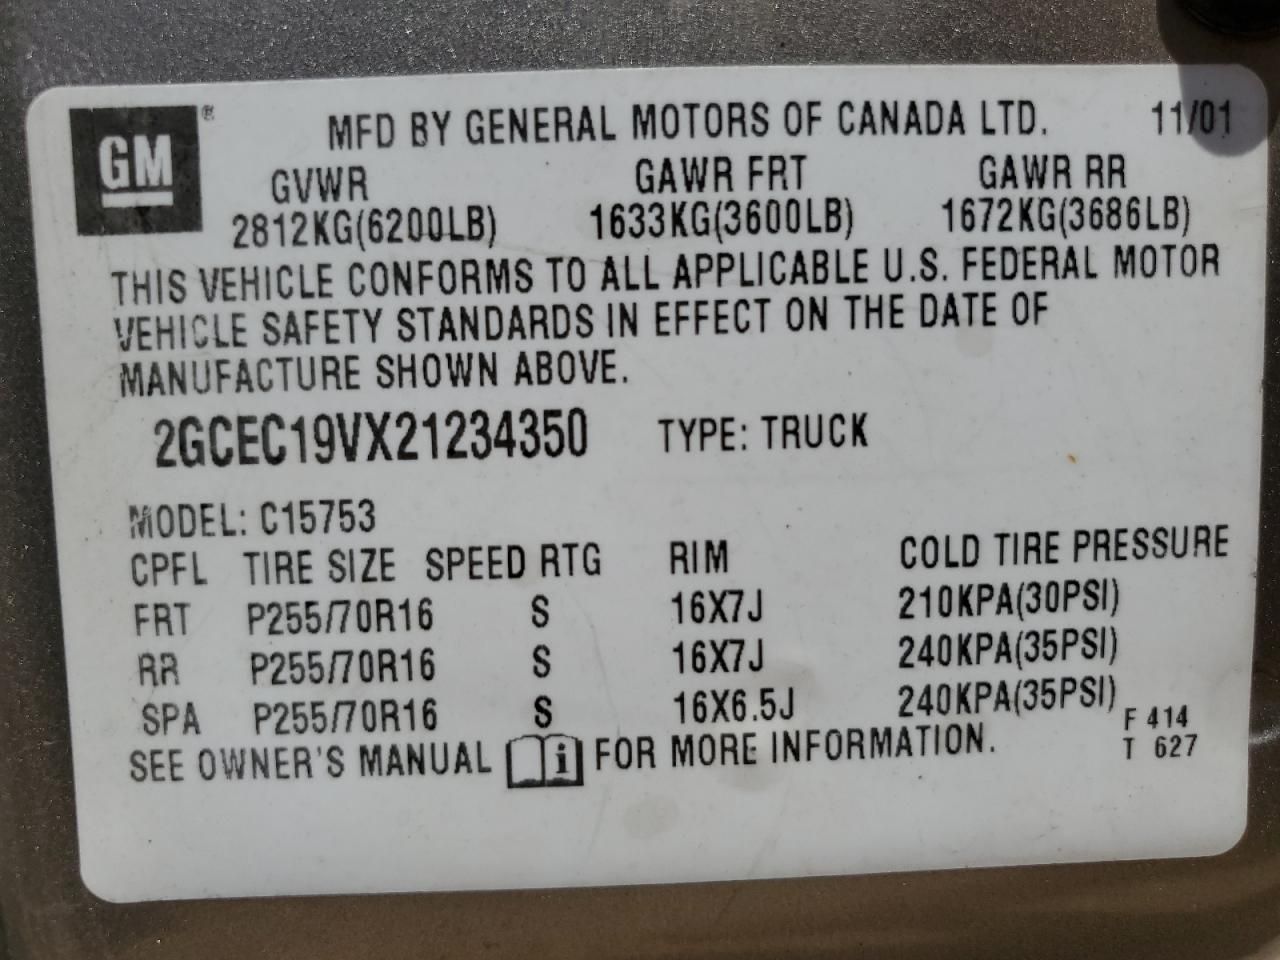 GM ®
MFD BY GENERAL MOTORS OF CANADA LTD. 11/01
GVWR GAWR FRT GAWR RR
2812KG(6200LB) 1633KG(3600LB) 1672KG(3686LB)
THIS VEHICLE CONFORMS TO ALL APPLICABLE U.S. FEDERAL MOTOR
VEHICLE SAFETY STANDARDS IN EFFECT ON THE DATE OF
MANUFACTURE SHOWN ABOVE.
2GCEC19VX21234350 TYPE: TRUCK
MODEL: C15753
CPFL TIRE SIZE SPEED RTG RIM COLD TIRE PRESSURE
FRT P255/70R16 S 16X7J 210KPA(30PSI)
RR P255/70R16 S 16X7J 240KPA(35PSI)
SPA P255/70R16 S 16X6.5J 240KPA(35PSI)
SEE OWNER'S MANUAL i FOR MORE INFORMATION.
F 414
T 627